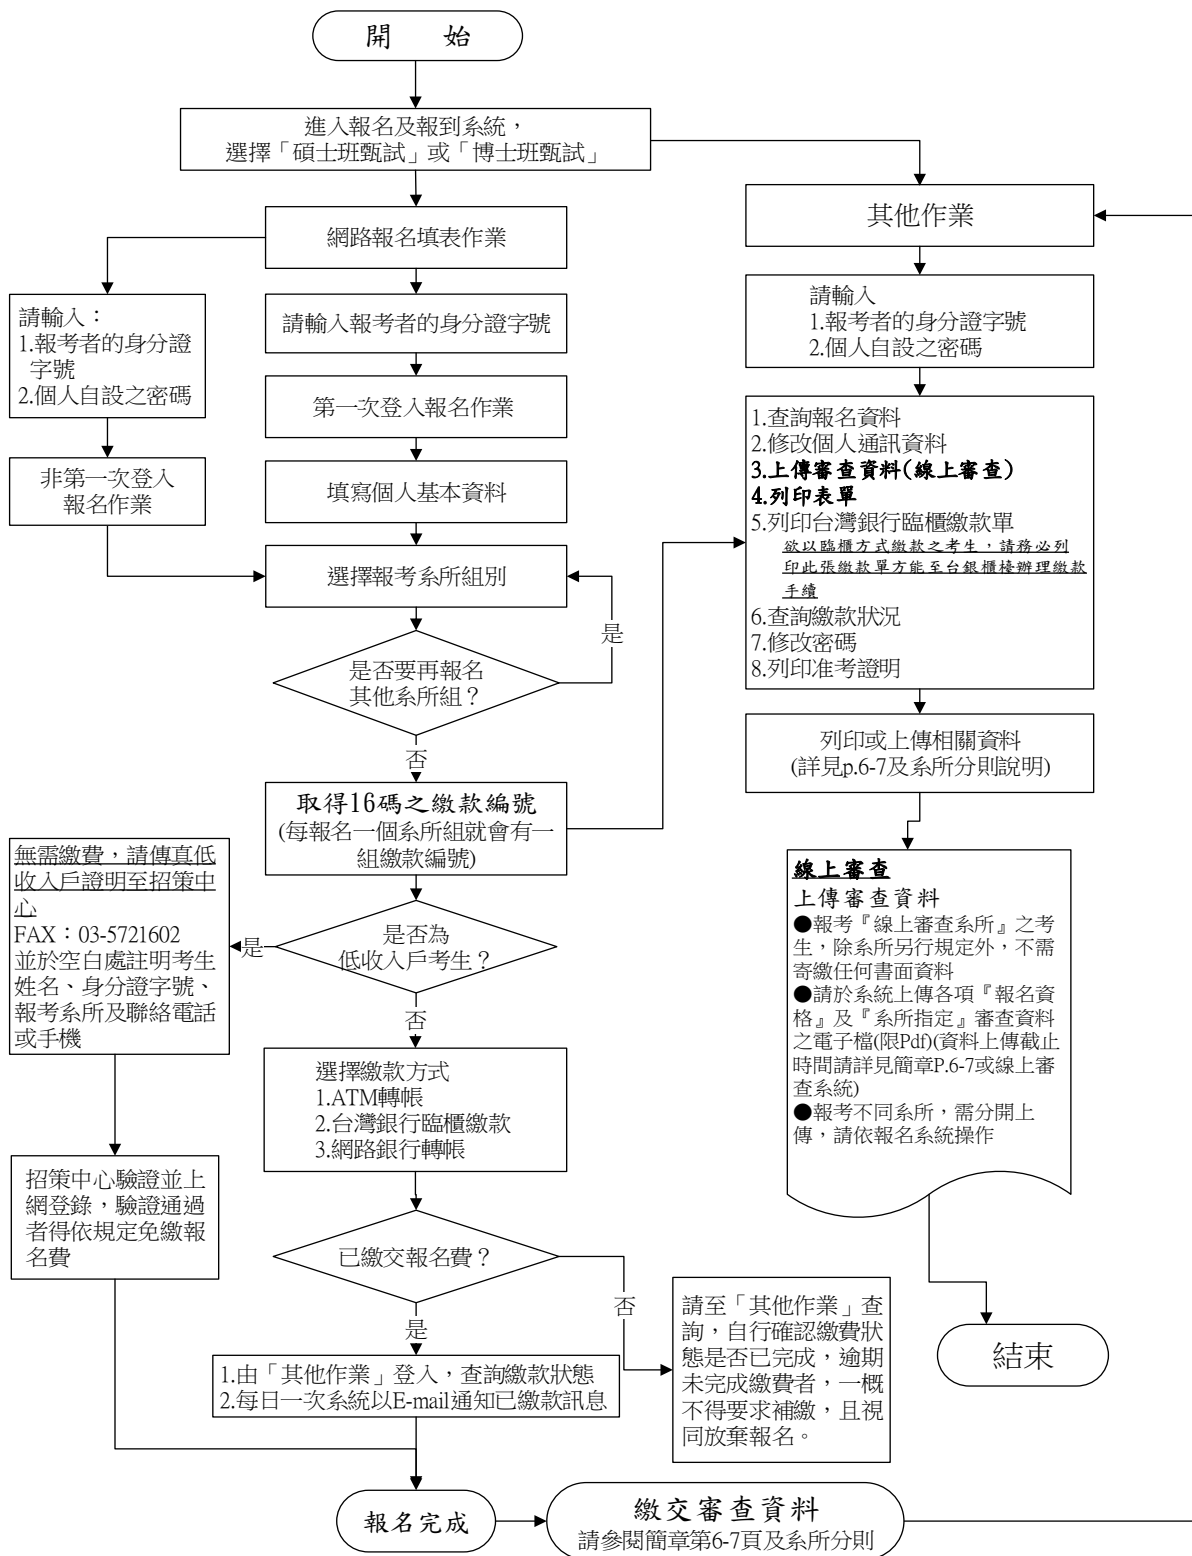 開　始
進入報名及報到系統，
選擇「碩士班甄試」或「博士班甄試」
網路報名填表作業
請輸入：
1.報考者的身分證
字號
2.個人自設之密碼
非第一次登入
報名作業
請輸入報考者的身分證字號
第一次登入報名作業
填寫個人基本資料
選擇報考系所組別
是否要再報名
其他系所組？
是
否
取得16碼之繳款編號
(每報名一個系所組就會有一
組繳款編號)
是否為
低收入戶考生？
是
無需繳費，請傳真低
收入戶證明至招策中
心
FAX：03-5721602
並於空白處註明考生
姓名、身分證字號、
報考系所及聯絡電話
或手機
招策中心驗證並上
網登錄，驗證通過
者得依規定免繳報
名費
否
選擇繳款方式
1.ATM轉帳
2.台灣銀行臨櫃繳款
3.網路銀行轉帳
已繳交報名費？
否
請至「其他作業」查
詢，自行確認繳費狀
態是否已完成，逾期
未完成繳費者，一概
不得要求補繳，且視
同放棄報名。
是
1.由「其他作業」登入，查詢繳款狀態
2.每日一次系統以E-mail通知已繳款訊息
報名完成
繳交審查資料
請參閱簡章第6-7頁及系所分則
其他作業
請輸入
1.報考者的身分證字號
2.個人自設之密碼
1.查詢報名資料
2.修改個人通訊資料
3.上傳審查資料(線上審查)
4.列印表單
5.列印台灣銀行臨櫃繳款單
欲以臨櫃方式繳款之考生，請務必列
印此張繳款單方能至台銀櫃檯辦理繳款
手續
6.查詢繳款狀況
7.修改密碼
8.列印准考證明
列印或上傳相關資料
(詳見p.6-7及系所分則說明)
線上審查
上傳審查資料
●報考『線上審查系所』之考
生，除系所另行規定外，不需
寄繳任何書面資料
●請於系統上傳各項『報名資
格』及『系所指定』審查資料
之電子檔(限Pdf)(資料上傳截止
時間請詳見簡章P.6-7或線上審
查系統)
●報考不同系所，需分開上
傳，請依報名系統操作
結束